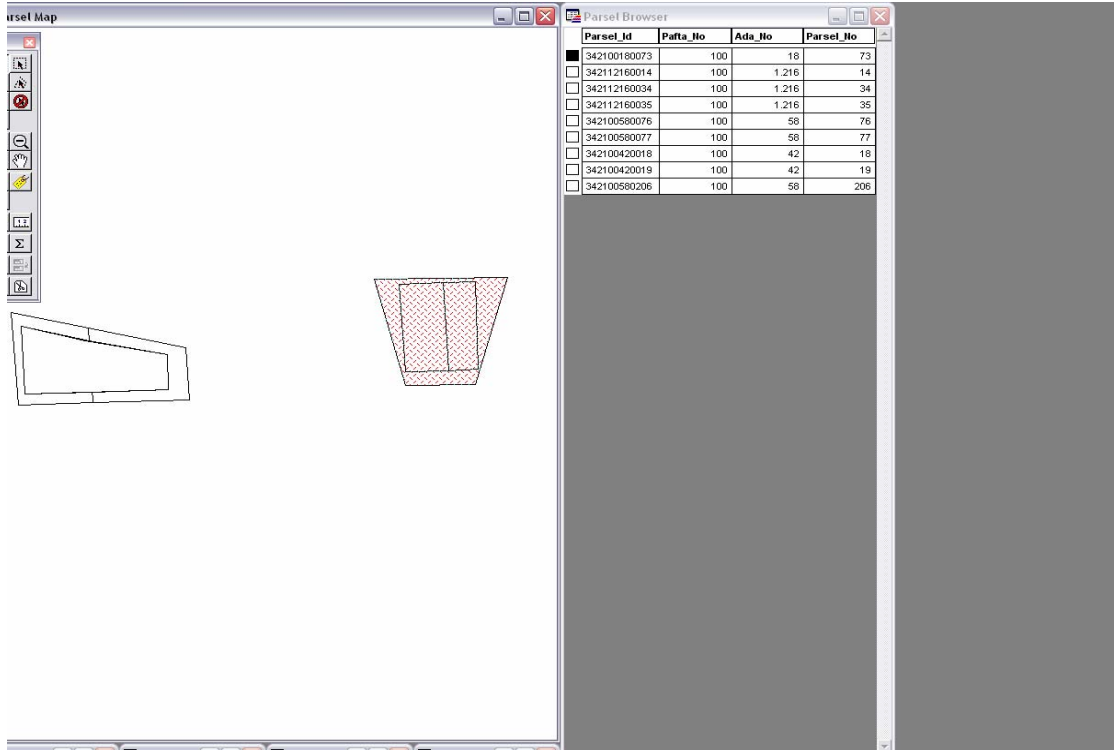 arsel Map
Parsel Browser
Parsel_Id Pafta_No Ada_No Parsel_No
342100180073 100 18 73
342112160014 100 1.216 14
342112160034 100 1.216 34
342112160035 100 1.216 35
342100580076 100 58 76
342100580077 100 58 77
342100420018 100 42 18
342100420019 100 42 19
342100580206 100 58 206
Σ